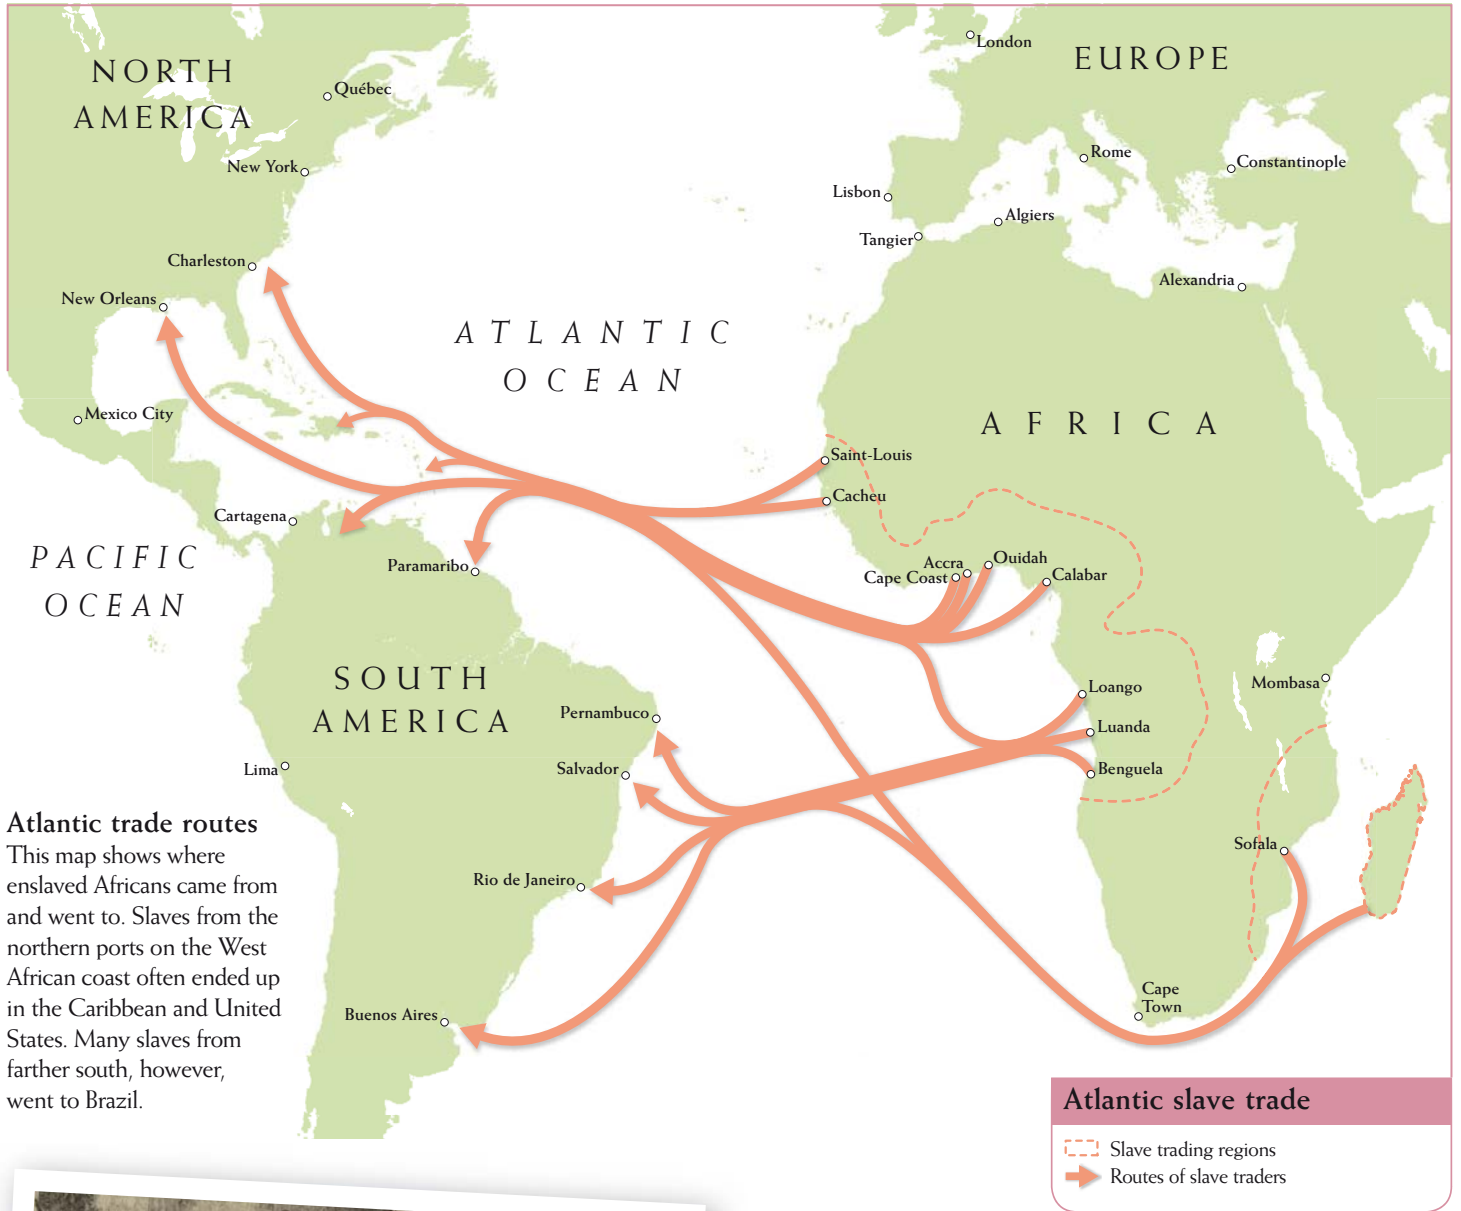 NORTH
AMERICA
EUROPE
London
Québec
New York
Rome
Constantinople
Lisbon
Algiers
Tangier
Charleston
Alexandria
New Orleans
ATLANTIC
OCEAN
Mexico City
AFRICA
Saint-Louis
Cacheu
Cartagena
PACIFIC
OCEAN
Paramaribo
Accra
Ouidah
Cape Coast
Calabar
SOUTH
AMERICA
Loango
Mombasa
Pernambuco
Luanda
Lima
Salvador
Benguela
Sofala
Rio de Janeiro
Buenos Aires
Cape
Town
Atlantic trade routes
This map shows where
enslaved Africans came from
and went to. Slaves from the
northern ports on the West
African coast often ended up
in the Caribbean and United
States. Many slaves from
farther south, however,
went to Brazil.
Atlantic slave trade
Slave trading regions
Routes of slave traders